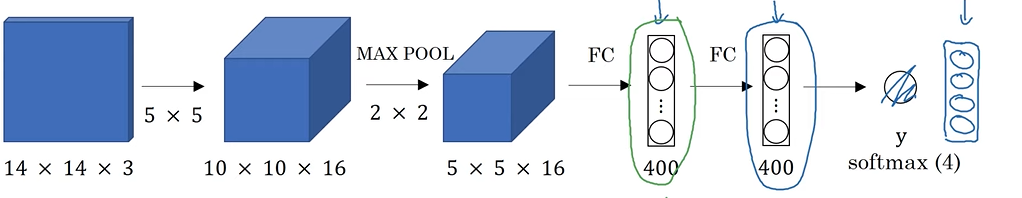 14 × 14 × 3
5 × 5
10 × 10 × 16
MAX POOL
2 × 2
5 × 5 × 16
FC
⋮
400
FC
⋮
400
y
softmax (4)